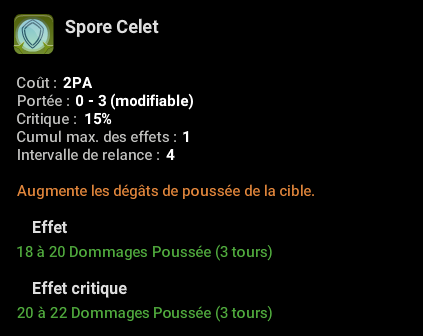 Spore Celet
Coût : 2PA
Portée : 0 - 3 (modifiable)
Critique : 15%
Cumul max. des effets : 1
Intervalle de relance : 4
Augmente les dégâts de poussée de la cible.
Effet
18 à 20 Dommages Poussée (3 tours)
Effet critique
20 à 22 Dommages Poussée (3 tours)